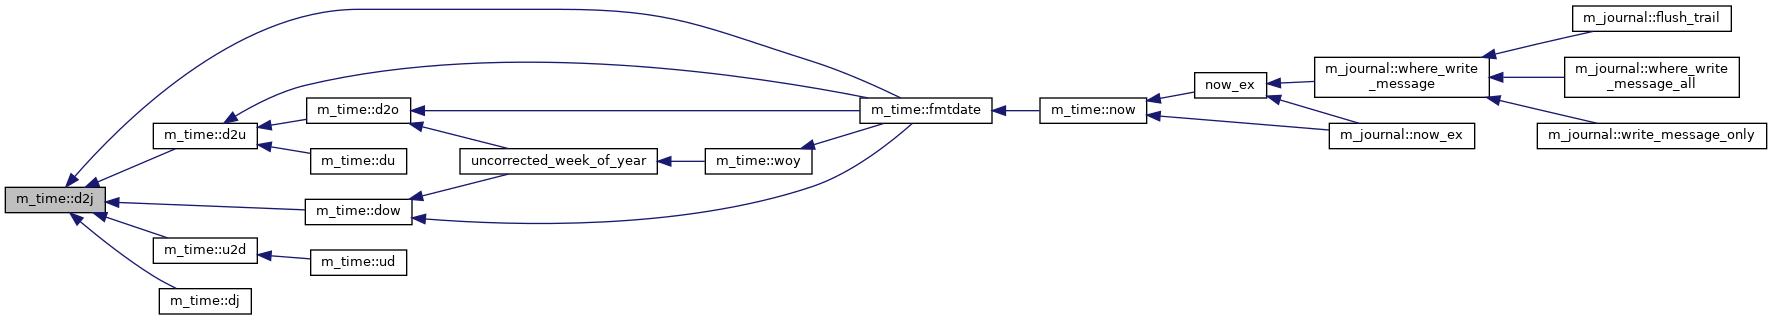 m_time::d2j
m_time::d2u
m_time::dow
m_time::u2d
m_time::dj
m_time::d2o
m_time::du
m_time::ud
uncorrected_week_of_year
m_time::woy
m_time::fmtdate
m_time::now
now_ex
m_journal::now_ex
m_journal::where_write
_message
m_journal::flush_trail
m_journal::where_write
_message_all
m_journal::write_message_only